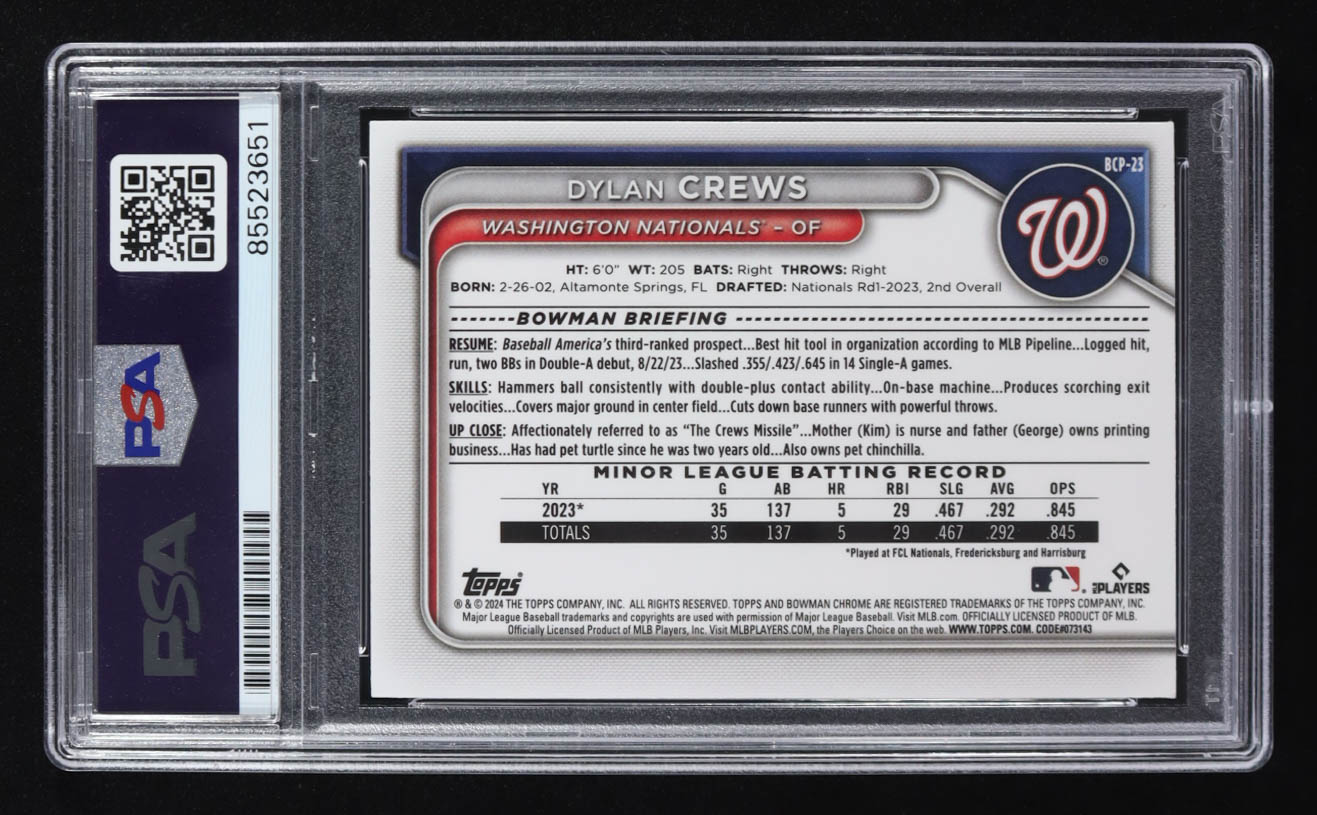 PSA
PSA
85523651
BCP-23
DYLAN CREWS
WASHINGTON NATIONALS™ - OF
W®
HT: 6'0" WT: 205 BATS: Right THROWS: Right
BORN: 2-26-02, Altamonte Springs, FL DRAFTED: Nationals Rd1-2023, 2nd Overall
-------BOWMAN BRIEFING -------
RESUME: Baseball America's third-ranked prospect...Best hit tool in organization according to MLB Pipeline...Logged hit,
run, two BBs in Double-A debut, 8/22/23...Slashed .355/.423/.645 in 14 Single-A games.
SKILLS: Hammers ball consistently with double-plus contact ability...On-base machine...Produces scorching exit
velocities...Covers major ground in center field...Cuts down base runners with powerful throws.
UP CLOSE: Affectionately referred to as "The Crews Missile"...Mother (Kim) is nurse and father (George) owns printing
business...Has had pet turtle since he was two years old...Also owns pet chinchilla.
MINOR LEAGUE BATTING RECORD
YR G AB HR RBI SLG AVG OPS
2023* 35 137 5 29 .467 .292 .845
TOTALS 35 137 5 29 .467 .292 .845
*Played at FCL Nationals, Fredericksburg and Harrisburg
Topps® MLB PLAYERS
® & © 2024 THE TOPPS COMPANY, INC. ALL RIGHTS RESERVED. TOPPS AND BOWMAN CHROME ARE REGISTERED TRADEMARKS OF THE TOPPS COMPANY, INC.
Major League Baseball trademarks and copyrights are used with permission of Major League Baseball. Visit MLB.com. OFFICIALLY LICENSED PRODUCT OF MLB.
Officially Licensed Product of MLB Players, Inc. Visit MLBPLAYERS.COM, the Players Choice on the web. WWW.TOPPS.COM. CODE#073143